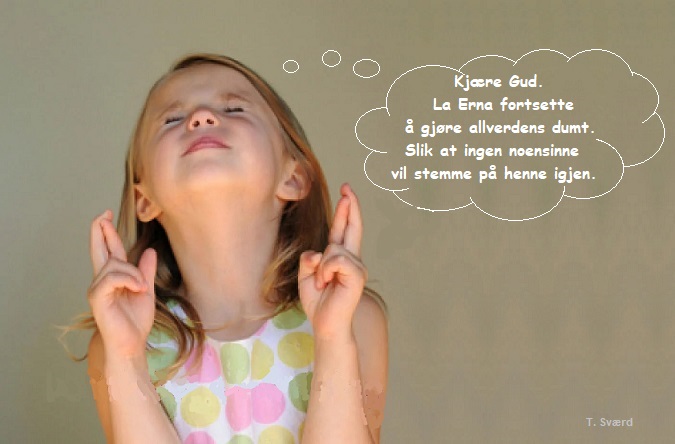 Kjære Gud.
La Erna fortsette
å gjøre allverdens dumt.
Slik at ingen noensinne
vil stemme på henne igjen.
T. Sværd